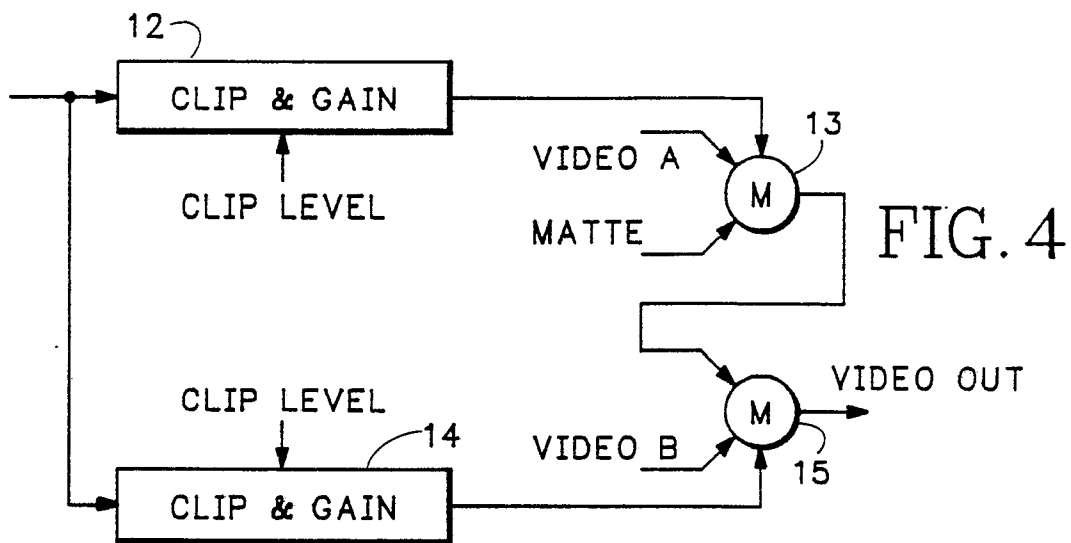 12
CLIP & GAIN
CLIP LEVEL
VIDEO A
MATTE
13
M
FIG. 4
CLIP LEVEL
14
CLIP & GAIN
VIDEO B
M
15
VIDEO OUT